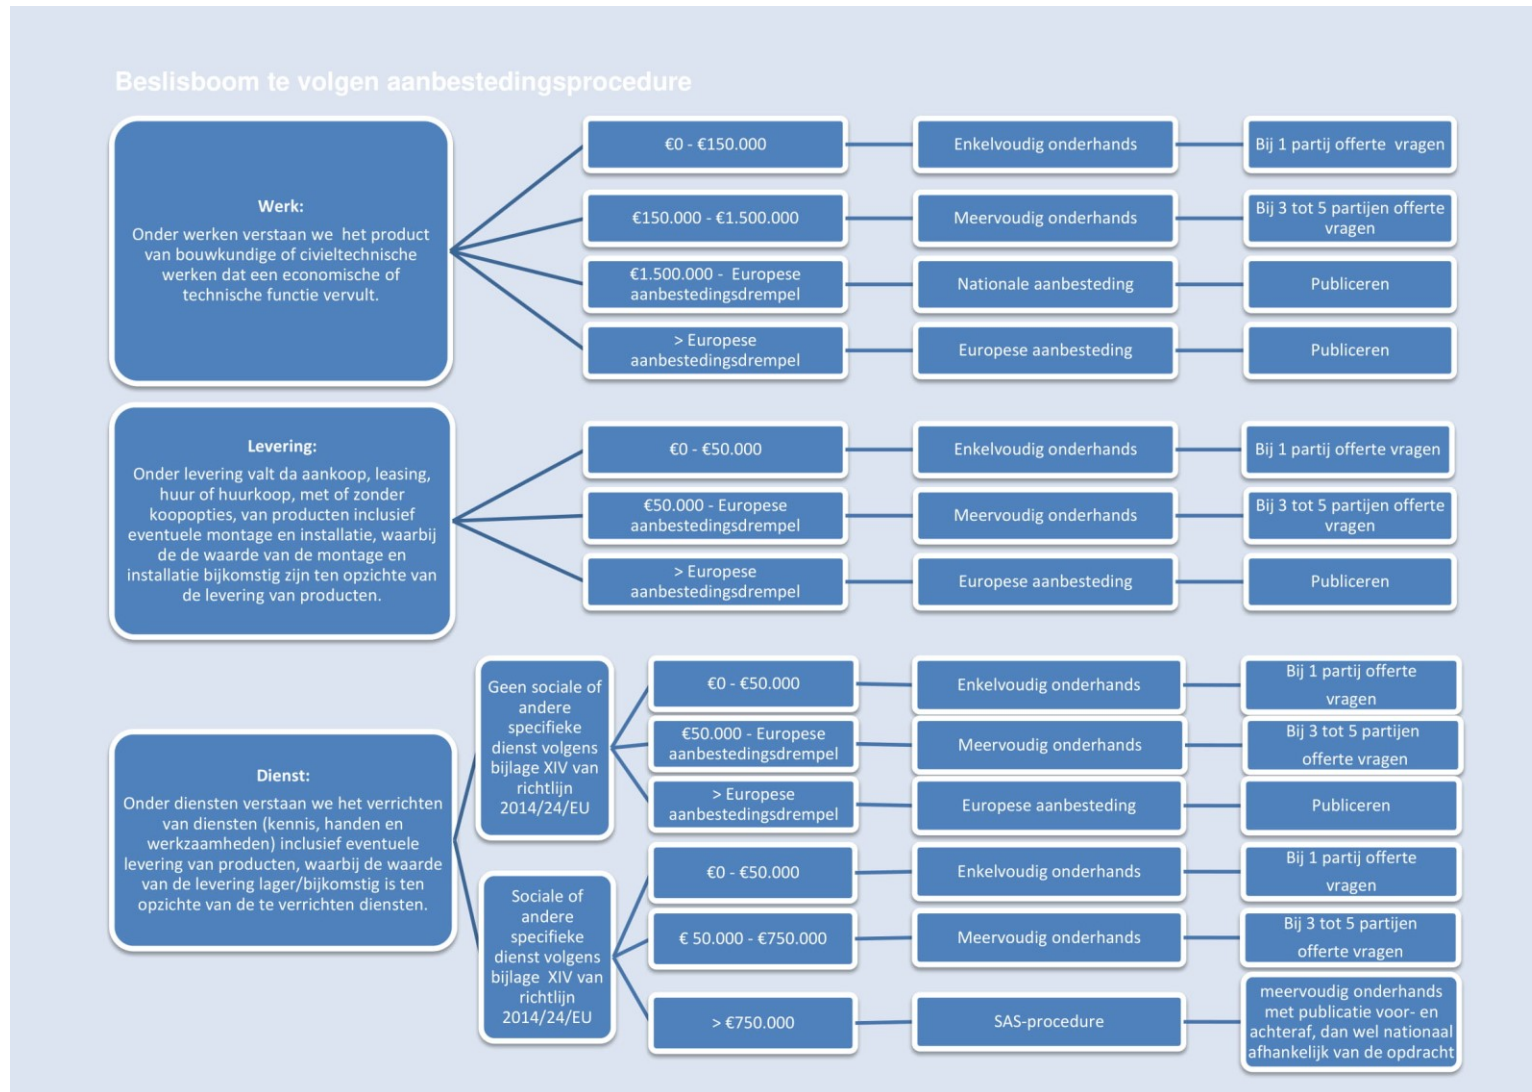 Beslisboom te volgen aanbestedingsprocedure
Werk:
Onder werken verstaan we  het product
van bouwkundige of civieltechnische
werken dat een economische of
technische functie vervult.
€0 - €150.000
Enkelvoudig onderhands
Bij 1 partij offerte  vragen
€150.000 - €1.500.000
Meervoudig onderhands
Bij 3 tot 5 partijen offerte
vragen
€1.500.000 -  Europese
aanbestedingsdrempel
Nationale aanbesteding
Publiceren
> Europese
aanbestedingsdrempel
Europese aanbesteding
Publiceren
Levering:
Onder levering valt da aankoop, leasing,
huur of huurkoop, met of zonder
koopopties, van producten inclusief
eventuele montage en installatie, waarbij
de de waarde van de montage en
installatie bijkomstig zijn ten opzichte van
de levering van producten.
€0 - €50.000
Enkelvoudig onderhands
Bij 1 partij offerte vragen
€50.000 - Europese
aanbestedingsdrempel
Meervoudig onderhands
Bij 3 tot 5 partijen offerte
vragen
> Europese
aanbestedingsdrempel
Europese aanbesteding
Publiceren
Dienst:
Onder diensten verstaan we het verrichten
van diensten (kennis, handen en
werkzaamheden) inclusief eventuele
levering van producten, waarbij de waarde
van de levering lager/bijkomstig is ten
opzichte van de te verrichten diensten.
Geen sociale of
andere
specifieke
dienst volgens
bijlage XIV van
richtlijn
2014/24/EU
€0 - €50.000
Enkelvoudig onderhands
Bij 1 partij offerte
vragen
€50.000 - Europese
aanbestedingsdrempel
Meervoudig onderhands
Bij 3 tot 5 partijen
offerte vragen
> Europese
aanbestedingsdrempel
Europese aanbesteding
Publiceren
Sociale of
andere
specifieke
dienst volgens
bijlage  XIV van
richtlijn
2014/24/EU
€0 - €50.000
Enkelvoudig onderhands
Bij 1 partij offerte
vragen
€ 50.000 - €750.000
Meervoudig onderhands
Bij 3 tot 5 partijen
offerte vragen
> €750.000
SAS-procedure
meervoudig onderhands
met publicatie voor- en
achteraf, dan wel nationaal
afhankelijk van de opdracht